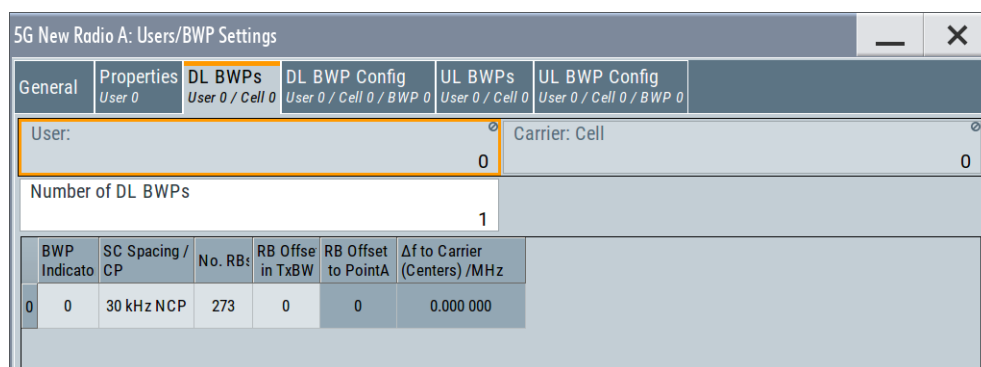 5G New Radio A: Users/BWP Settings
General
Properties
User 0
DL BWPs
User 0 / Cell 0
DL BWP Config
User 0 / Cell 0 / BWP 0
UL BWPs
User 0 / Cell 0
UL BWP Config
User 0 / Cell 0 / BWP 0
User:
0
Carrier: Cell
0
Number of DL BWPs
1
BWP
Indicato
SC Spacing /
CP
No. RBs
RB Offse
in TxBW
RB Offset
to PointA
Δf to Carrier
(Centers) /MHz
0 0 30 kHz NCP 273 0 0 0.000 000